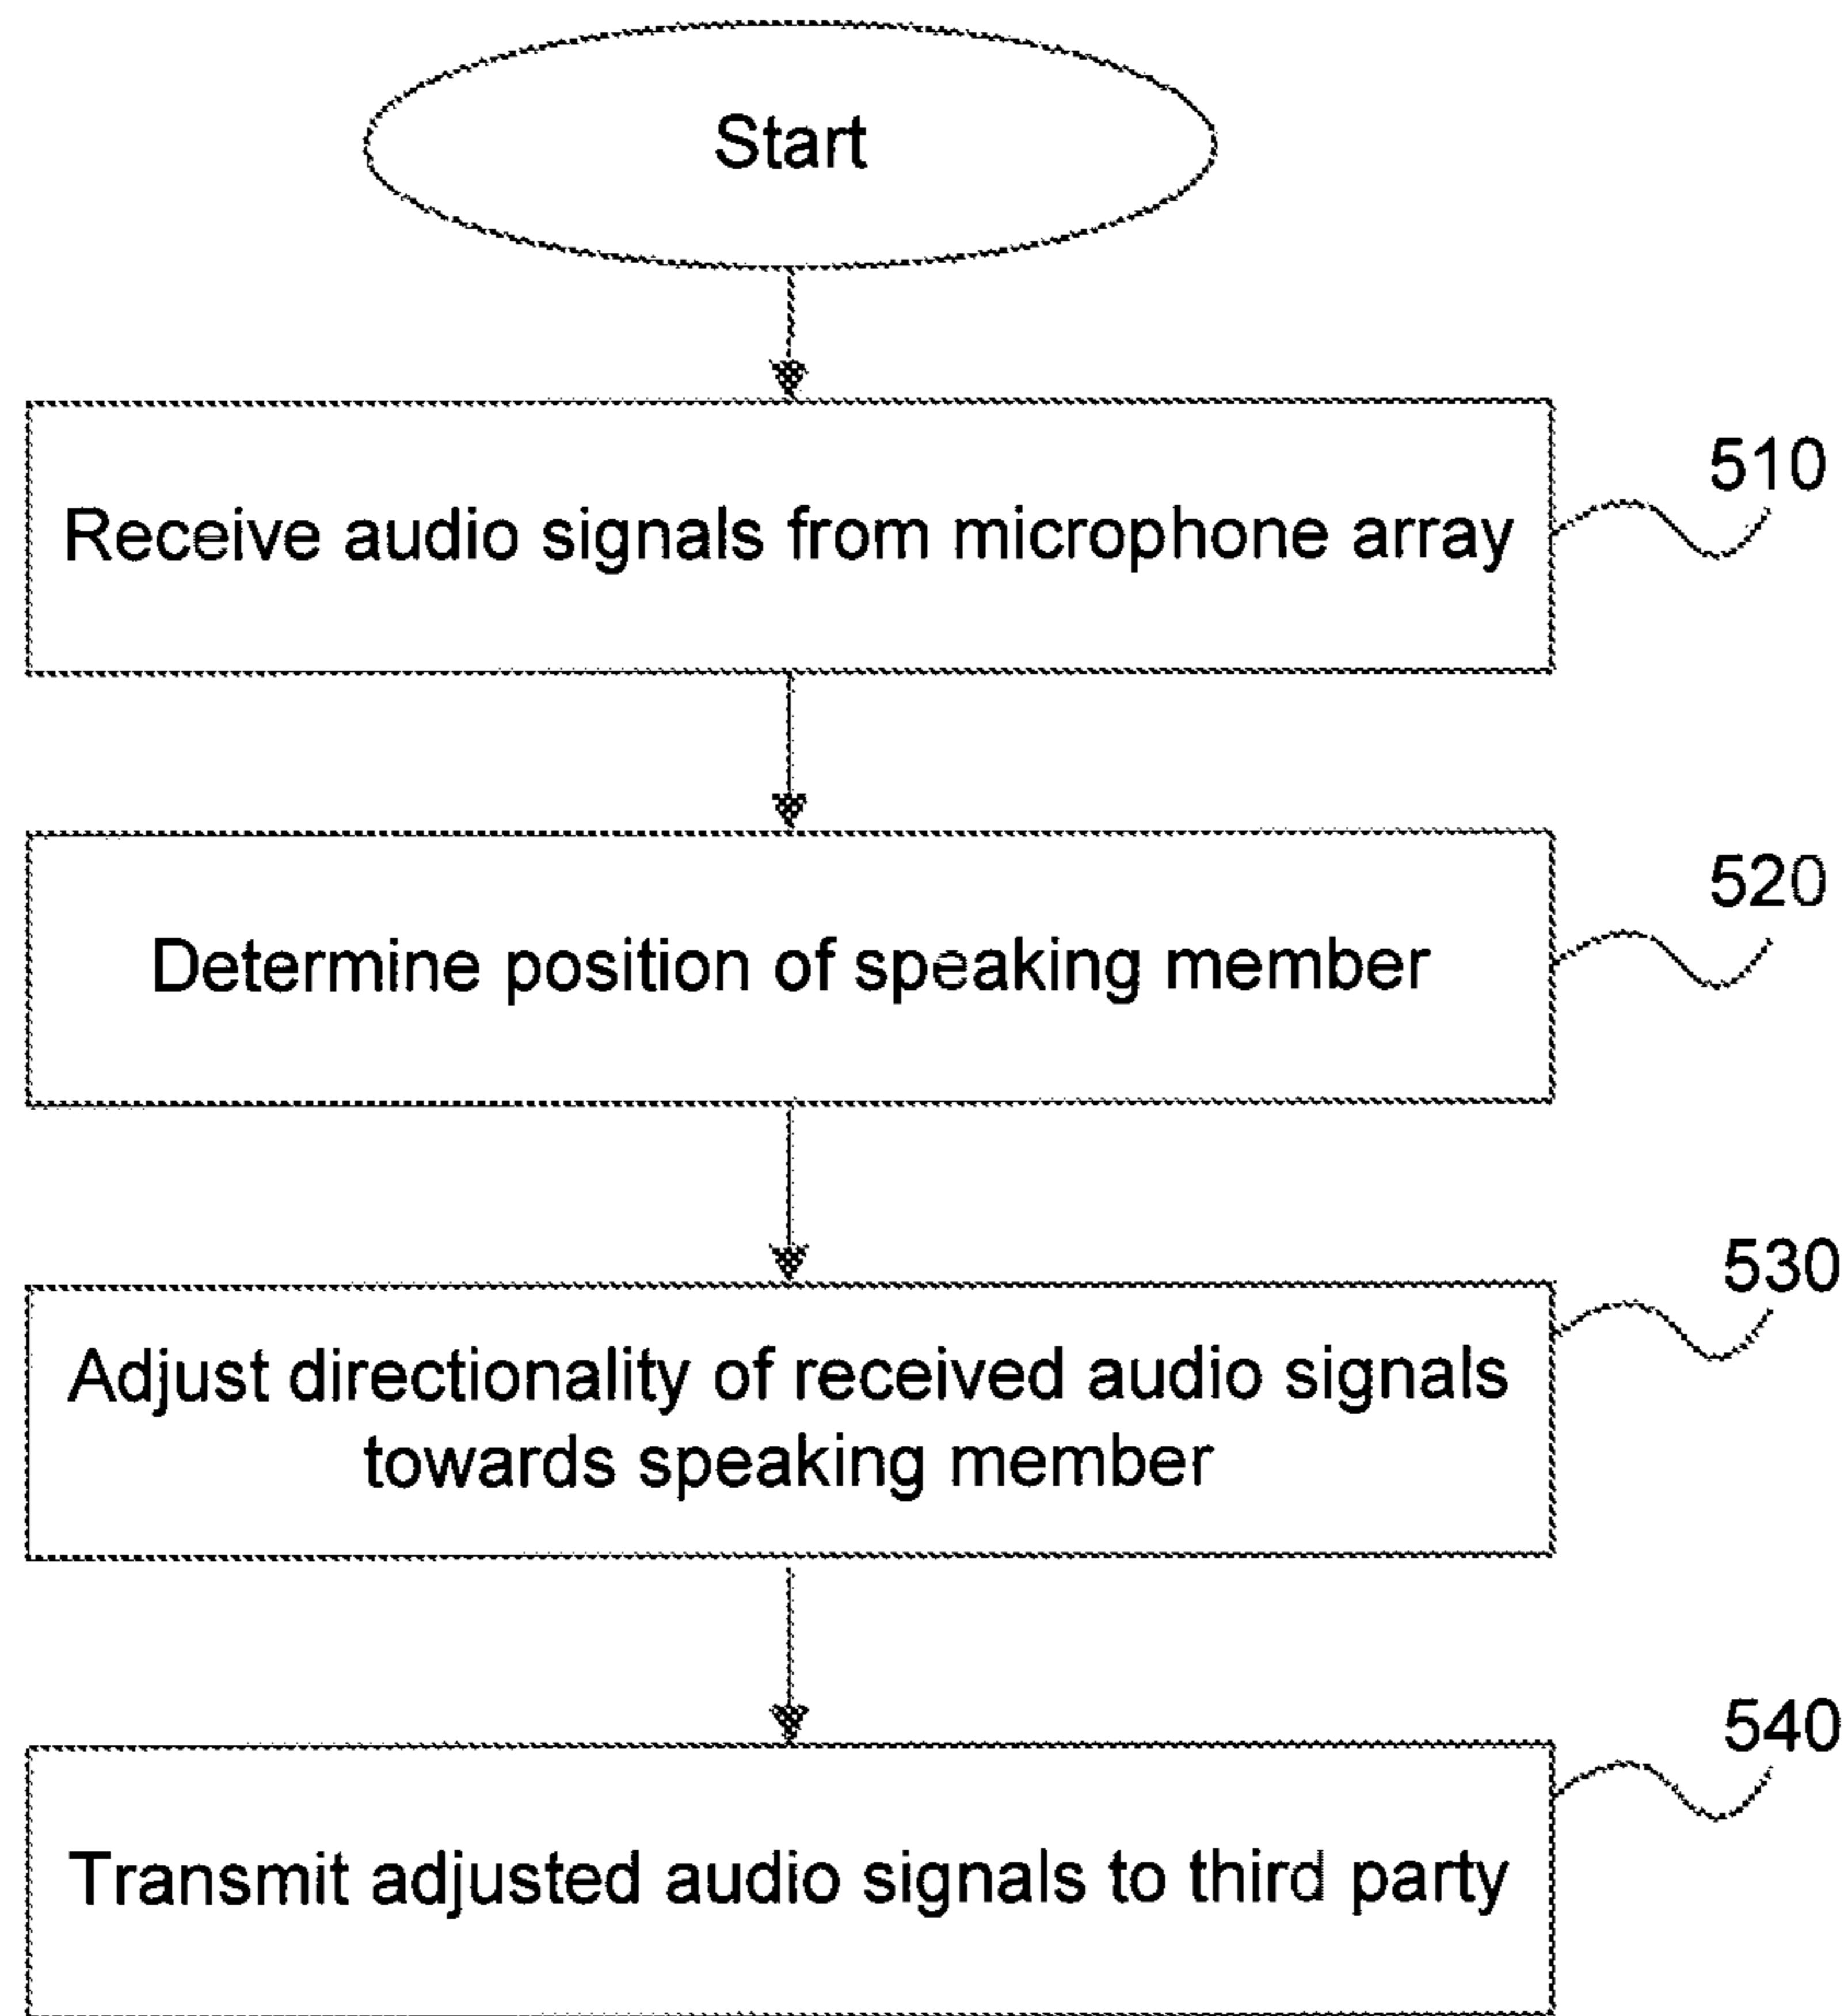 Start
510
Receive audio signals from microphone array
520
Determine position of speaking member
530
Adjust directionality of received audio signals
towards speaking member
540
Transmit adjusted audio signals to third party